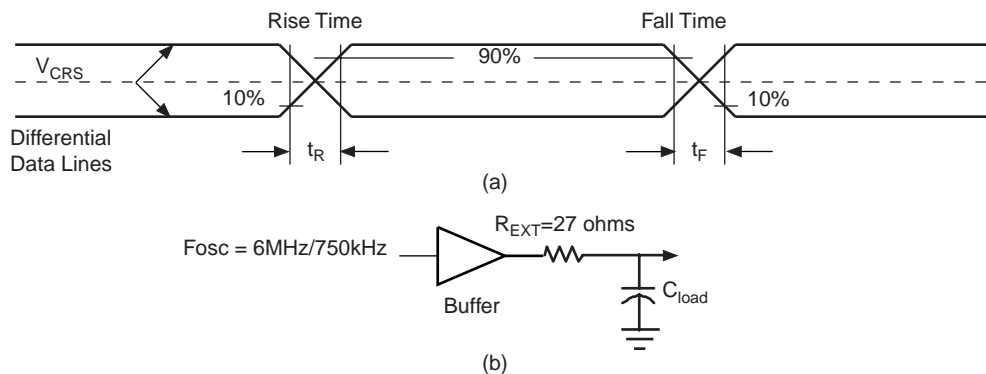 Rise Time
Fall Time
V_CRS
90%
10%
10%
Differential
Data Lines
t_R
t_F
(a)
R_EXT=27 ohms
Fosc = 6MHz/750kHz
C_load
Buffer
(b)